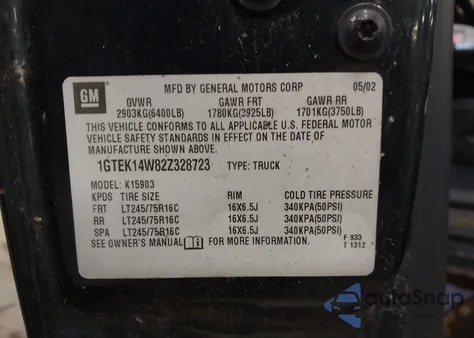 GM
MFD BY GENERAL MOTORS CORP 05/02
GVWR GAWR FRT GAWR RR
2903KG(6400LB) 1780KG(3925LB) 1701KG(3750LB)
THIS VEHICLE CONFORMS TO ALL APPLICABLE U.S. FEDERAL MOTOR
VEHICLE SAFETY STANDARDS IN EFFECT ON THE DATE OF
MANUFACTURE SHOWN ABOVE.
1GTEK14W82Z328723 TYPE: TRUCK
MODEL: K15903
KPDS TIRE SIZE RIM COLD TIRE PRESSURE
FRT LT245/75R16C 16X6.5J 340KPA(50PSI)
RR LT245/75R16C 16X6.5J 340KPA(50PSI)
SPA LT245/75R16C 16X6.5J 340KPA(50PSI)
SEE OWNER'S MANUAL FOR MORE INFORMATION.
F 933
T 1312
autoSnap